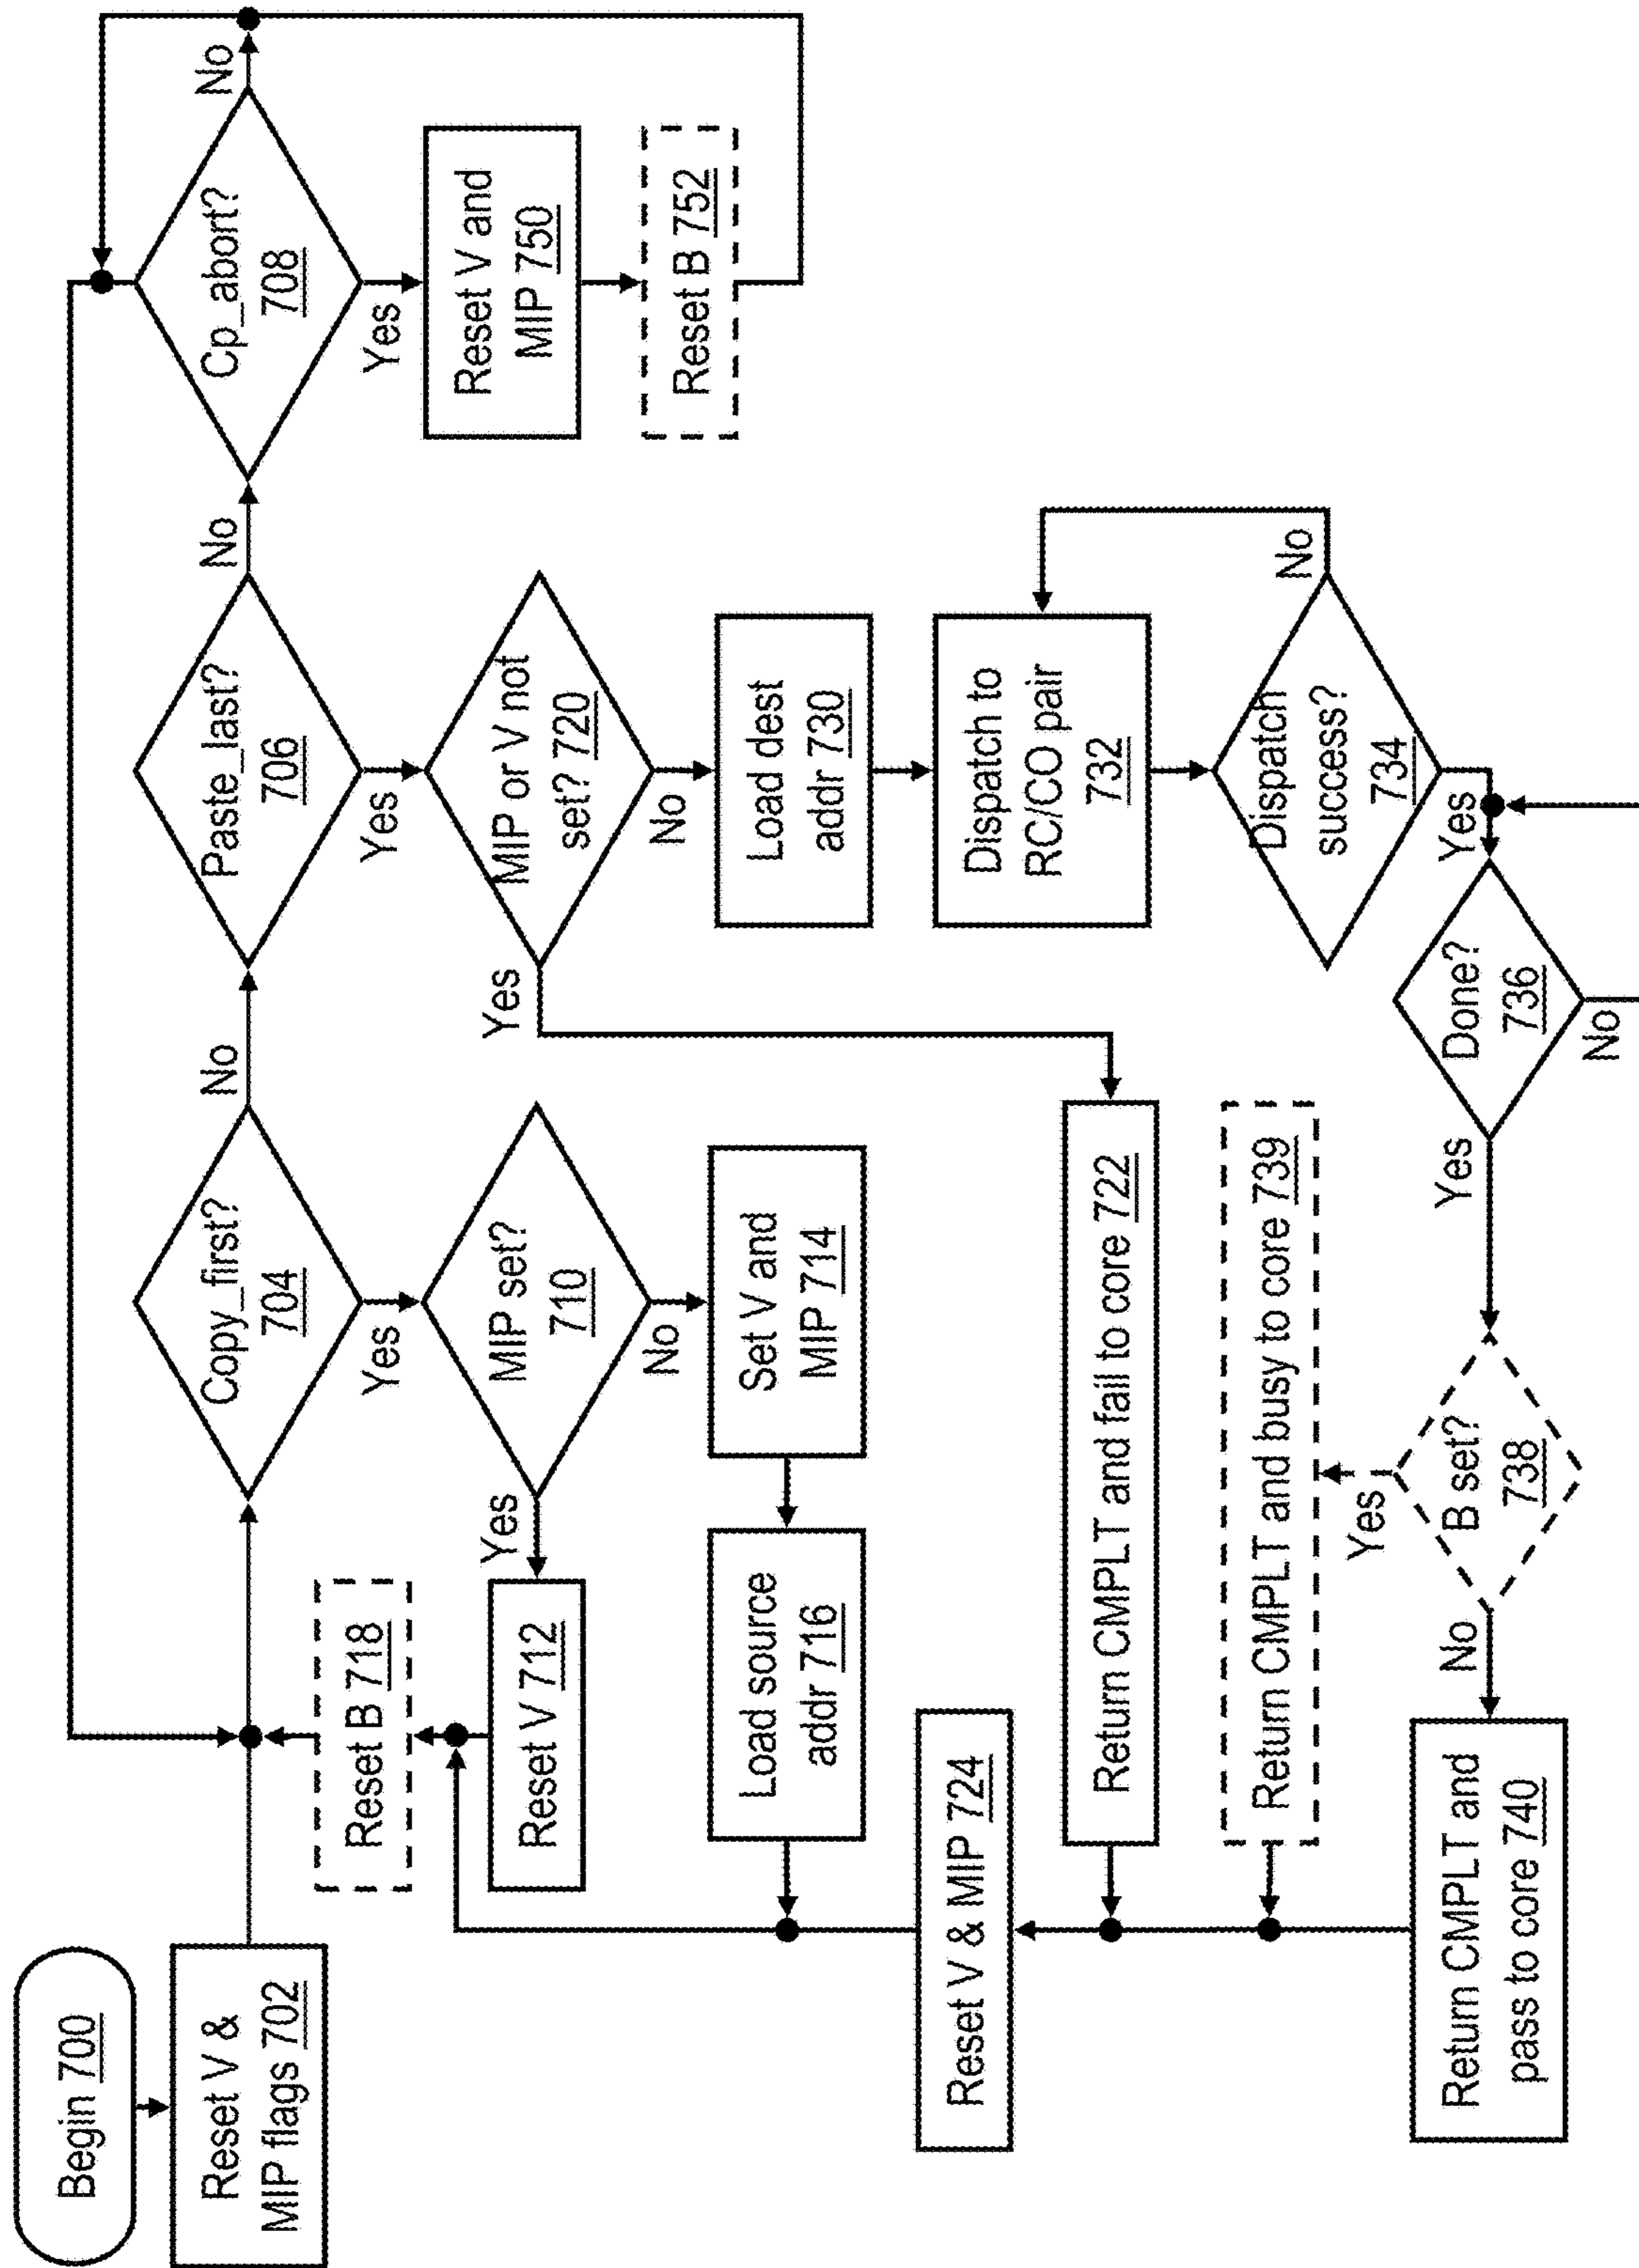 Begin 700
Reset V &
MIP flags 702
Copy_first?
704
No
Paste_last?
706
No
Cp_abort?
708
No
Yes
Yes
Yes
Reset B 718
Reset V 712
Yes
MIP set?
710
No
MIP or V not
set? 720
Yes
No
Reset V and
MIP 750
Reset B 752
Load source
addr 716
Set V and
MIP 714
Load dest
addr 730
Reset V & MIP 724
Dispatch to
RC/CO pair
732
Return CMPLT and fail to core 722
Return CMPLT and busy to core 739
Dispatch
success?
734
No
Yes
Return CMPLT and
pass to core 740
No
B set?
738
Yes
Yes
Done?
736
No